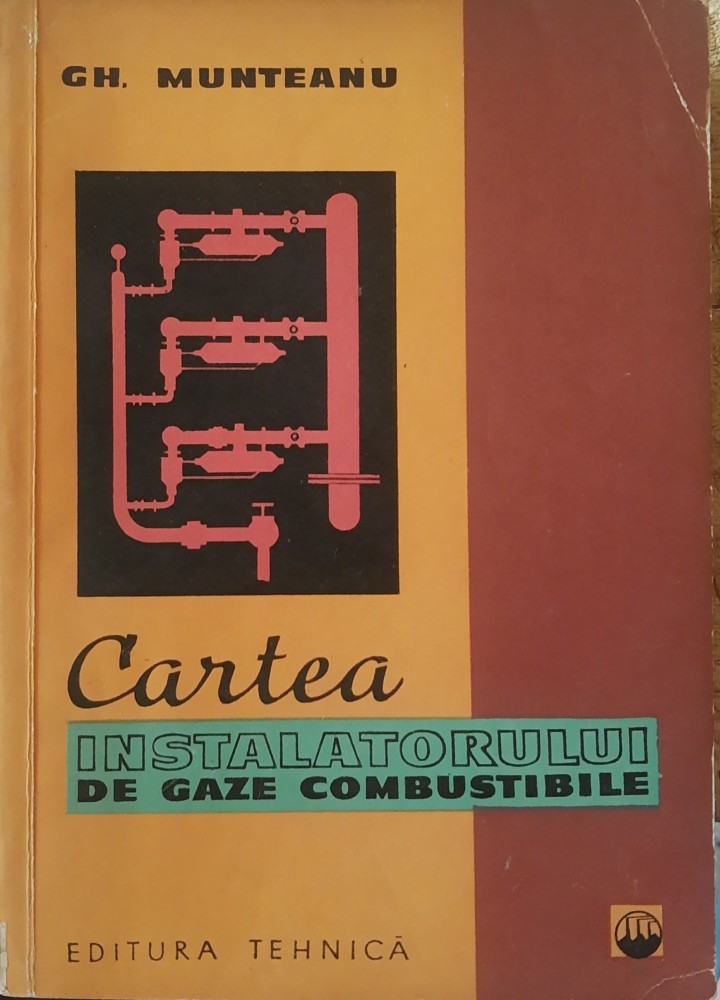 GH. MUNTEANU
Cartea
INSTALATORULUI
DE GAZE COMBUSTIBILE
EDITURA TEHNICĂ